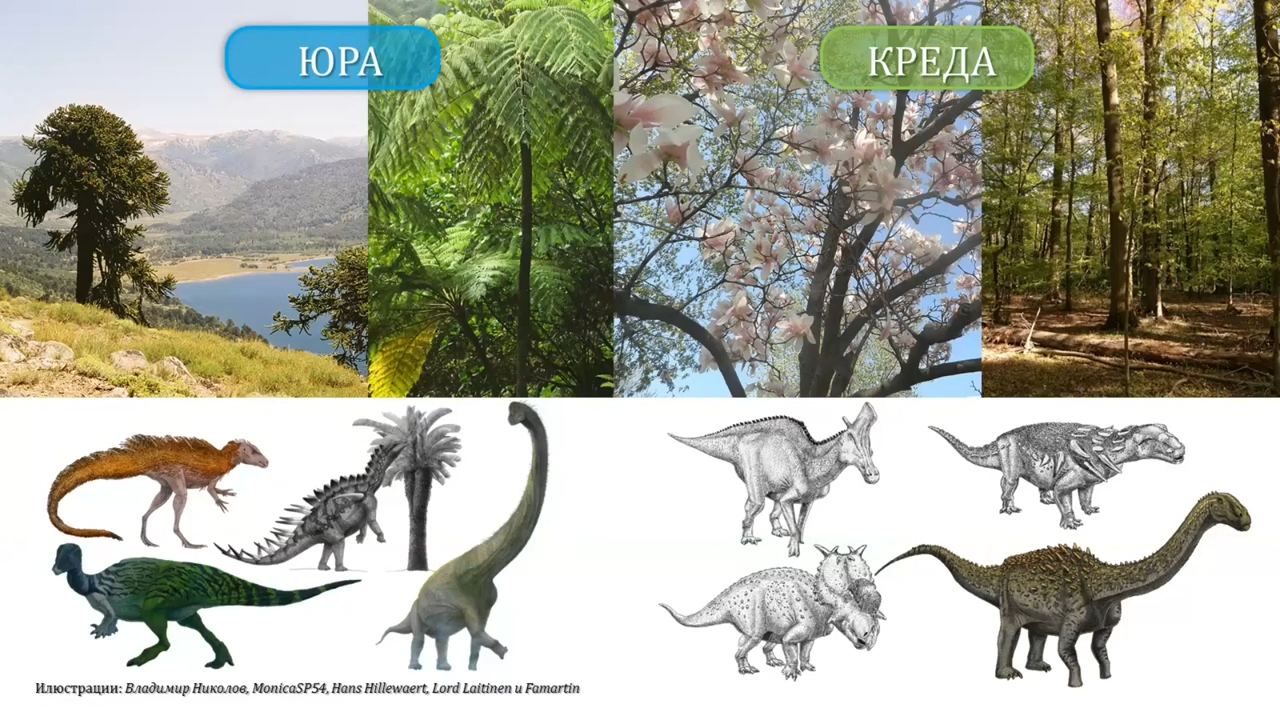 ЮРА
КРЕДА
Илюстрации: Владимир Николов, MonicaSP54, Hans Hillewaert, Lord Laitinen и Famartin